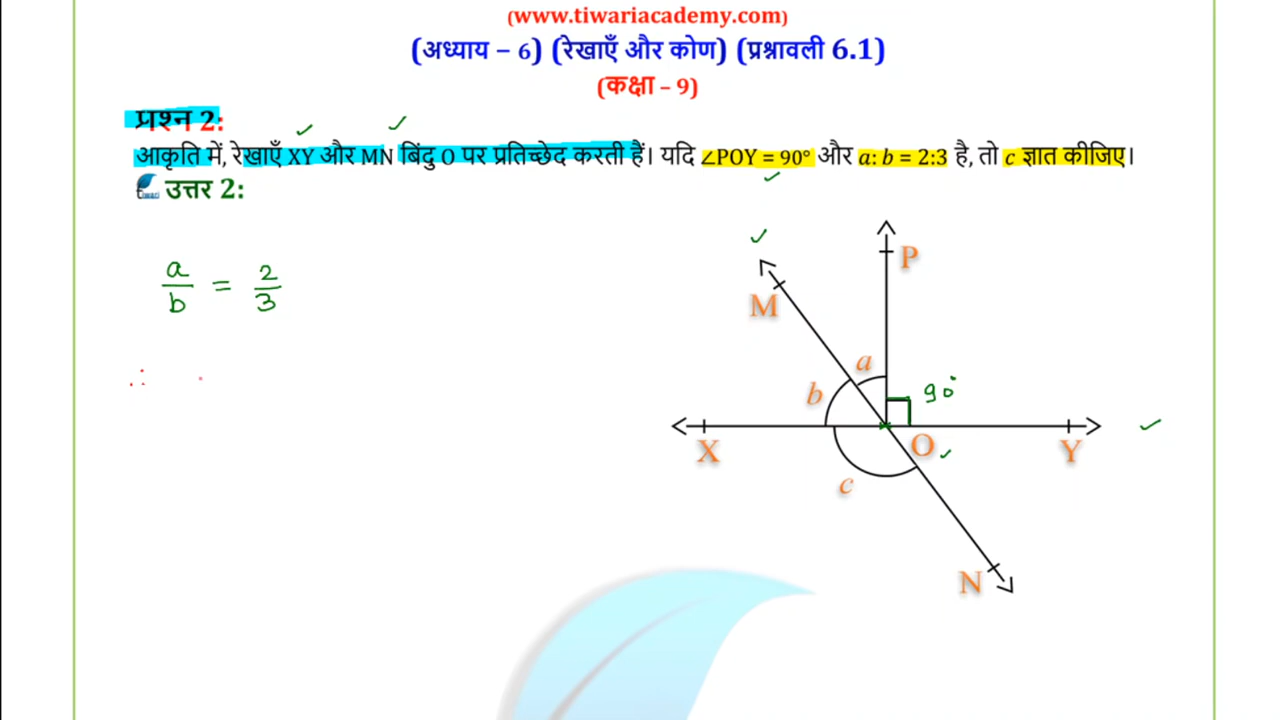 (www.tiwariacademy.com)
(अध्याय – 6) (रेखाएँ और कोण) (प्रश्नावली 6.1)
(कक्षा – 9)
प्रश्न 2:
आकृति में, रेखाएँ XY और MN बिंदु O पर प्रतिच्छेद करती हैं। यदि ∠POY = 90° और a: b = 2:3 है, तो c ज्ञात कीजिए।
उत्तर 2:
a/b = 2/3
∴
P
M
a
90°
b
X
O
Y
c
N